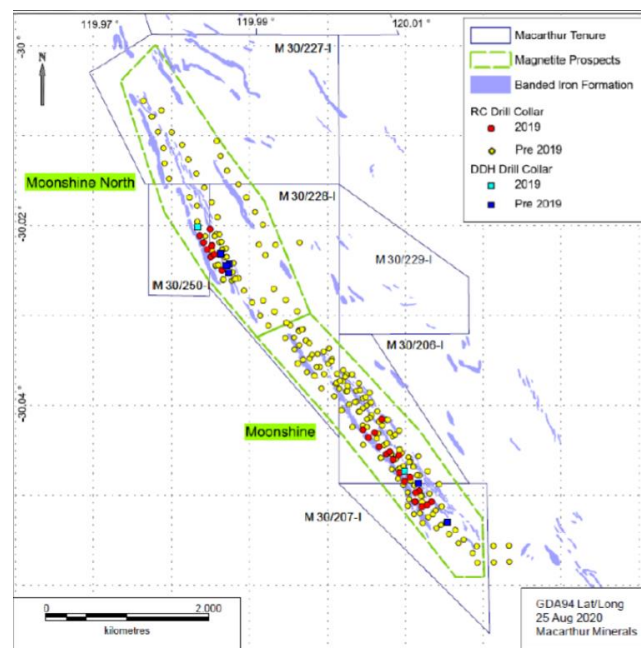 119.97 °
119.99 °
120.01 °
-30 °
N
M 30/227-I
Macarthur Tenure
Magnetite Prospects
Banded Iron Formation
RC Drill Collar
2019
Pre 2019
DDH Drill Collar
2019
Pre 2019
Moonshine North
M 30/228-I
-30.02 °
M 30/229-I
M 30/250-I
M 30/206-I
-30.04 °
Moonshine
M 30/207-I
0
2,000
kilometres
GDA94 Lat/Long
25 Aug 2020
Macarthur Minerals